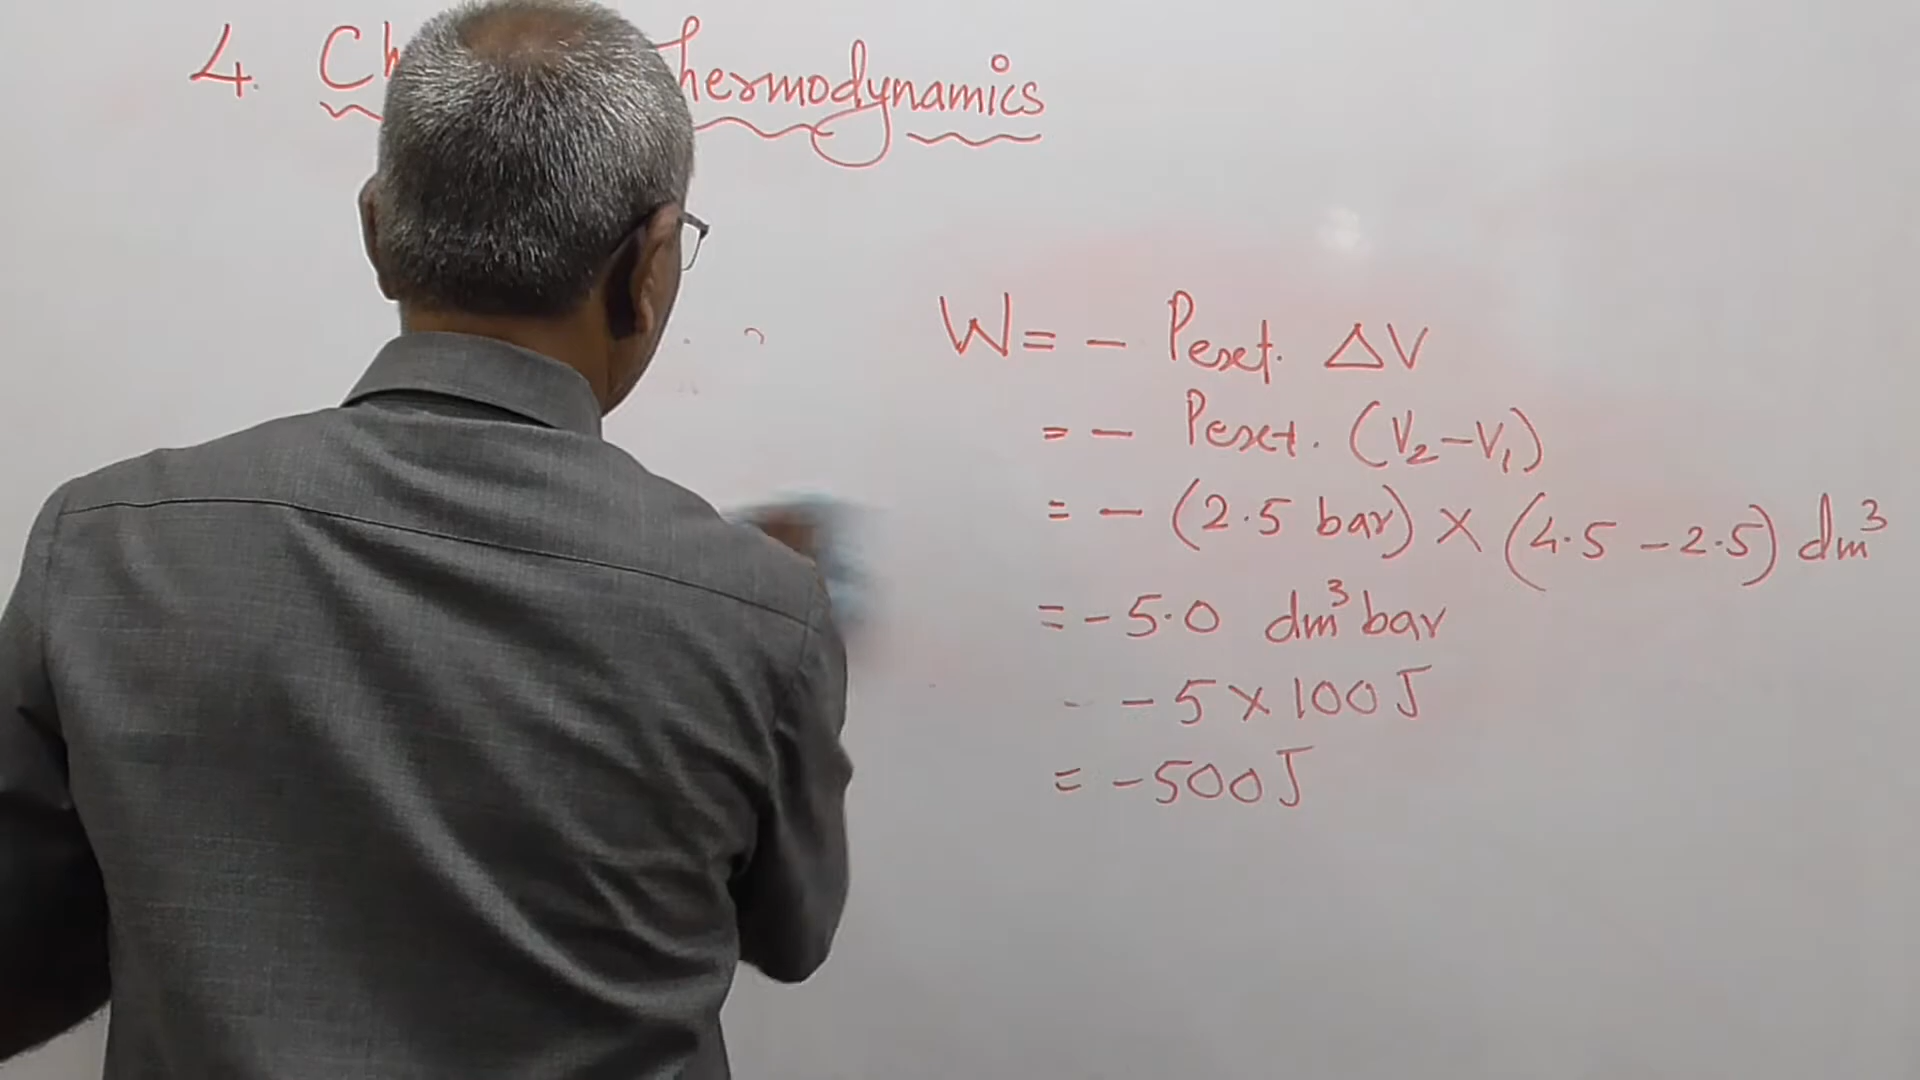 4. Ch hermodynamics
W = - Pext. ΔV
= - Pext. (V₂-V₁)
= - (2.5 bar) × (4.5 - 2.5) dm³
= - 5.0 dm³ bar
- - 5 × 100 J
= - 500 J